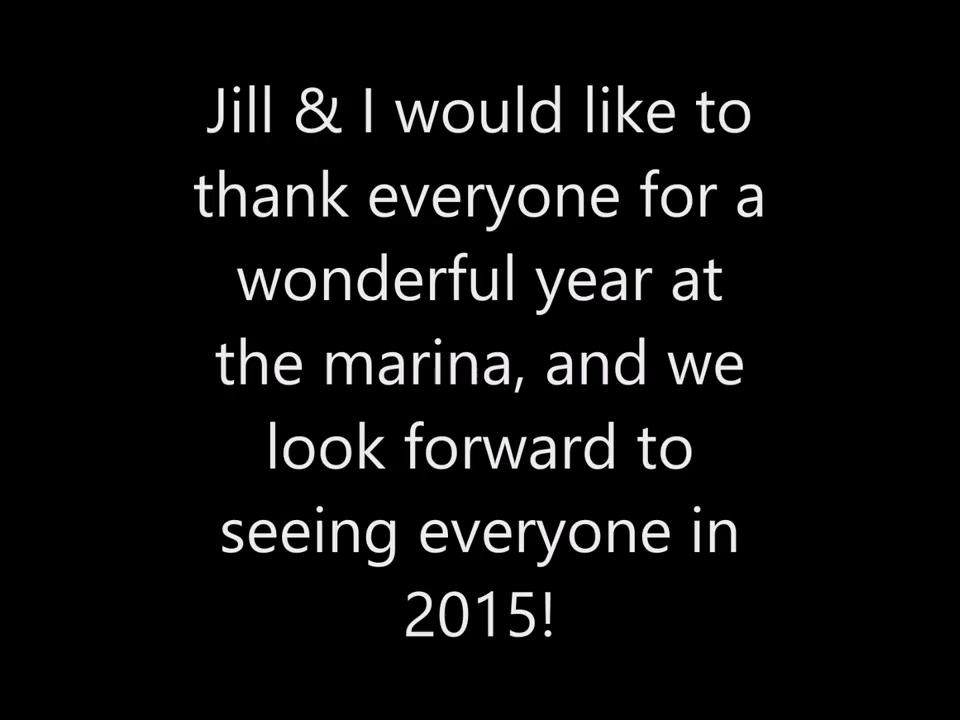 Jill & I would like to
thank everyone for a
wonderful year at
the marina, and we
look forward to
seeing everyone in
2015!